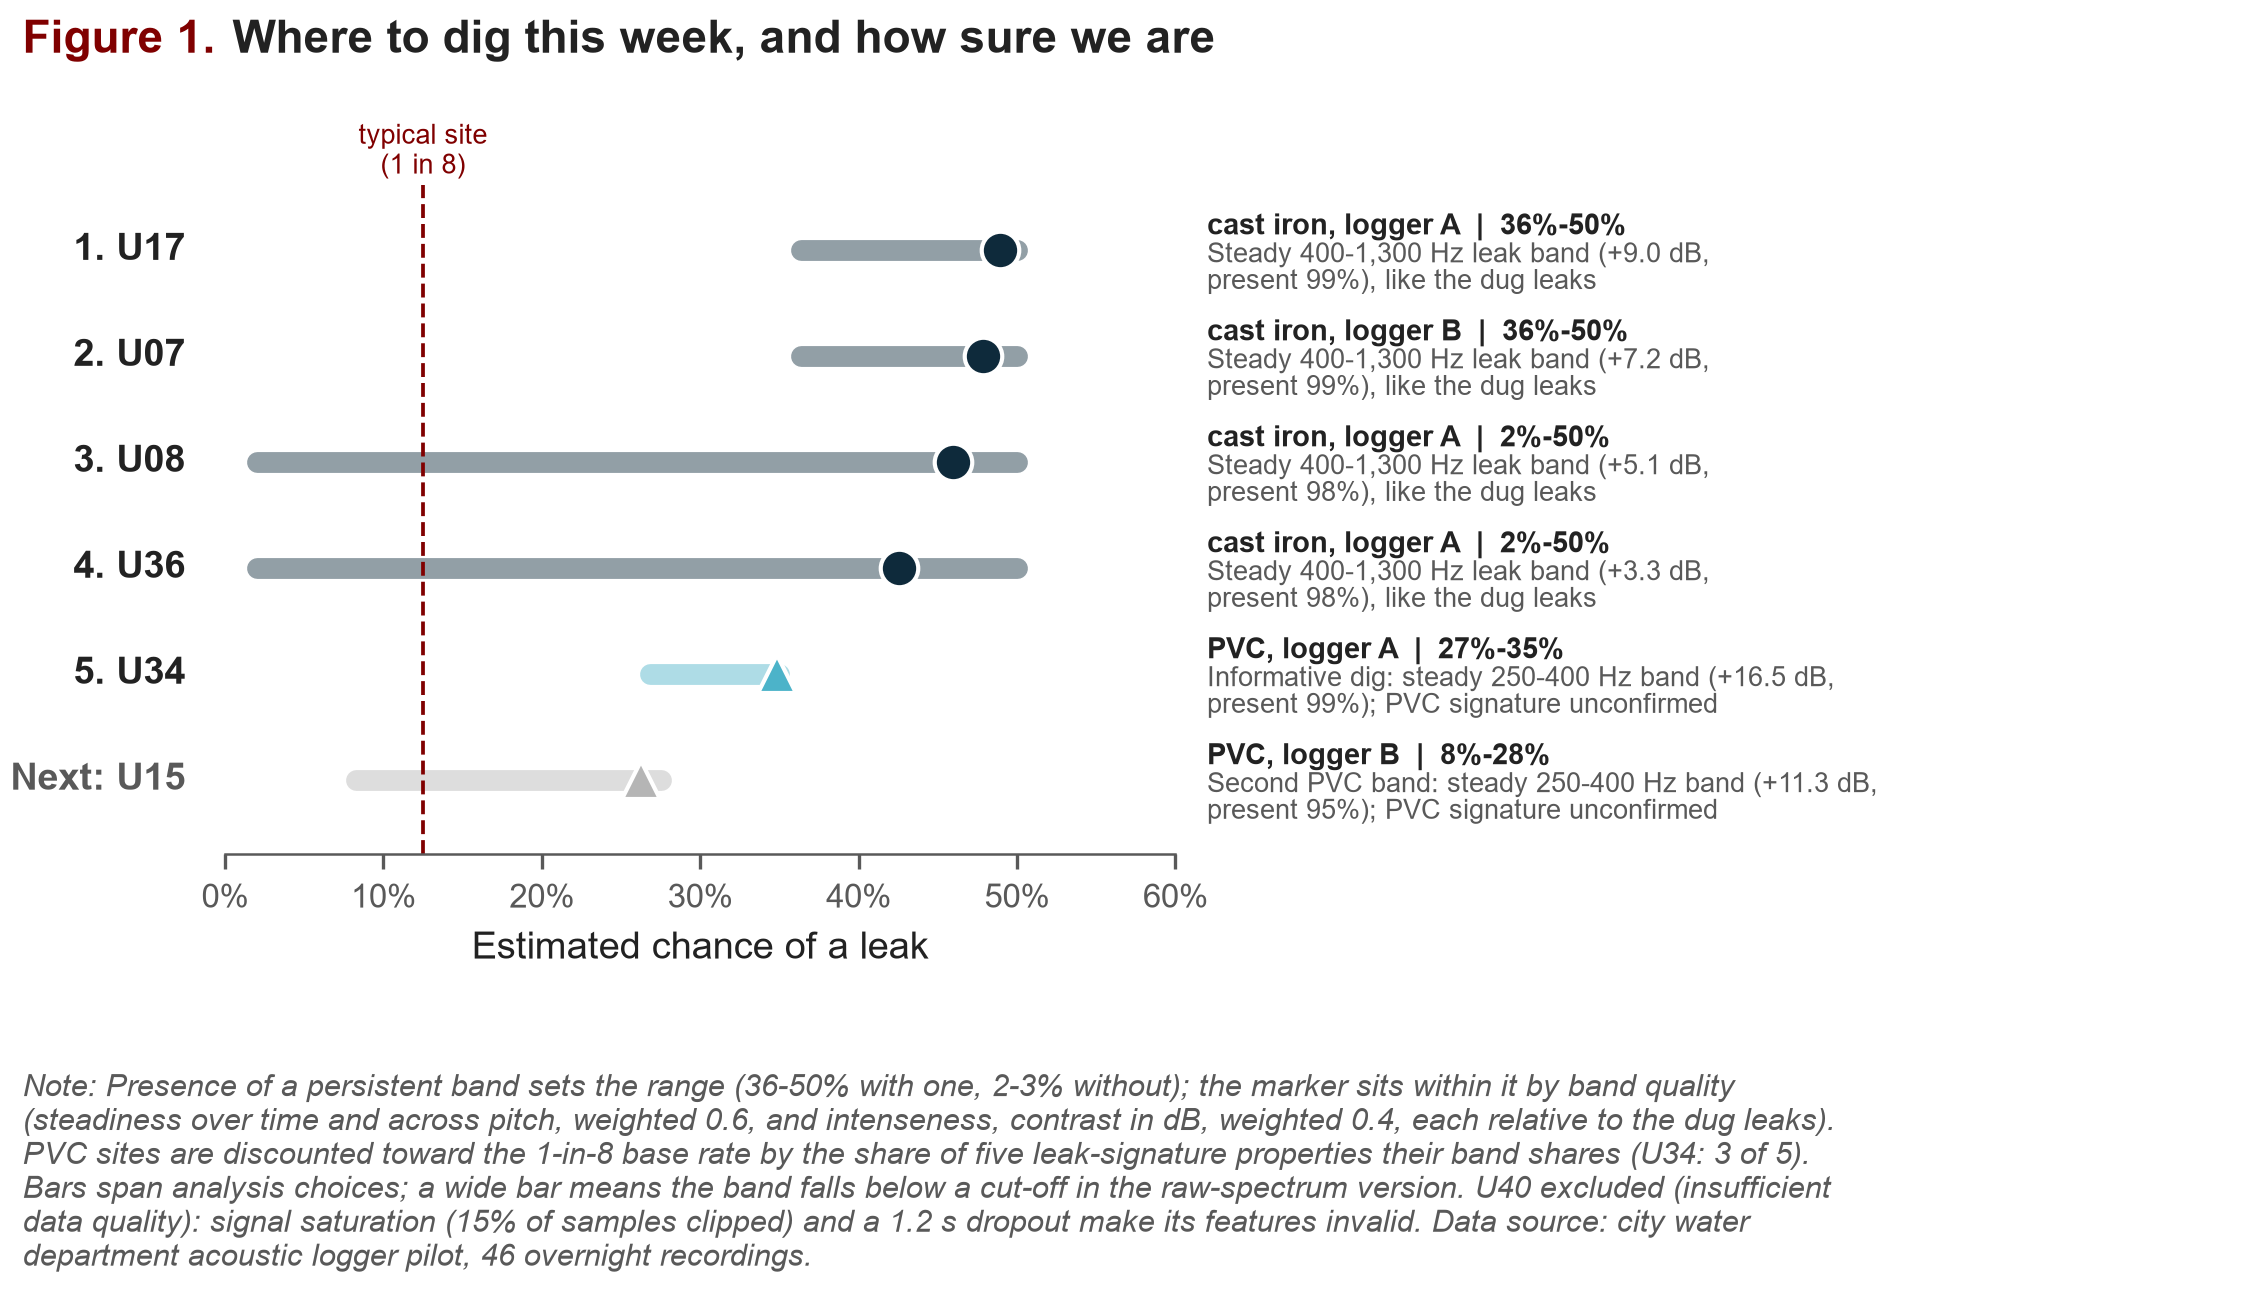 Figure 1. Where to dig this week, and how sure we are
typical site
(1 in 8)
1. U17
cast iron, logger A | 36%-50%
Steady 400-1,300 Hz leak band (+9.0 dB,
present 99%), like the dug leaks
2. U07
cast iron, logger B | 36%-50%
Steady 400-1,300 Hz leak band (+7.2 dB,
present 99%), like the dug leaks
3. U08
cast iron, logger A | 2%-50%
Steady 400-1,300 Hz leak band (+5.1 dB,
present 98%), like the dug leaks
4. U36
cast iron, logger A | 2%-50%
Steady 400-1,300 Hz leak band (+3.3 dB,
present 98%), like the dug leaks
5. U34
PVC, logger A | 27%-35%
Informative dig: steady 250-400 Hz band (+16.5 dB,
present 99%); PVC signature unconfirmed
Next: U15
PVC, logger B | 8%-28%
Second PVC band: steady 250-400 Hz band (+11.3 dB,
present 95%); PVC signature unconfirmed
0% 10% 20% 30% 40% 50% 60%
Estimated chance of a leak
Note: Presence of a persistent band sets the range (36-50% with one, 2-3% without); the marker sits within it by band quality
(steadiness over time and across pitch, weighted 0.6, and intenseness, contrast in dB, weighted 0.4, each relative to the dug leaks).
PVC sites are discounted toward the 1-in-8 base rate by the share of five leak-signature properties their band shares (U34: 3 of 5).
Bars span analysis choices; a wide bar means the band falls below a cut-off in the raw-spectrum version. U40 excluded (insufficient
data quality): signal saturation (15% of samples clipped) and a 1.2 s dropout make its features invalid. Data source: city water
department acoustic logger pilot, 46 overnight recordings.